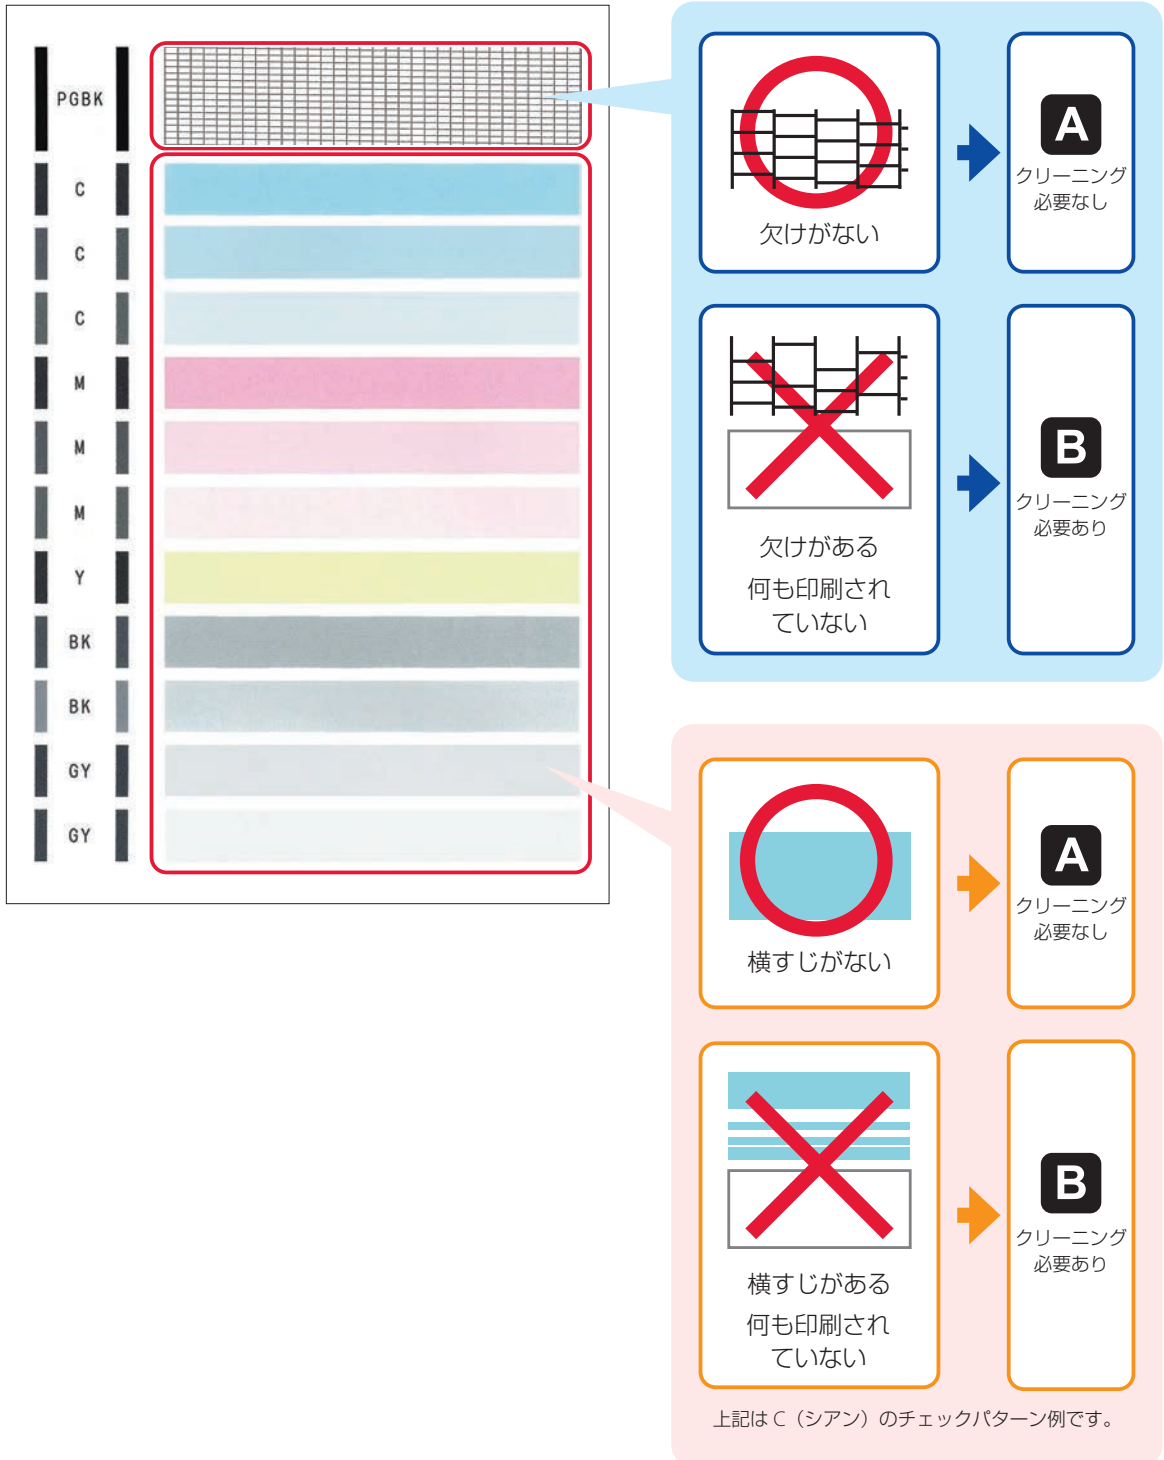 PGBK
C
C
C
M
M
M
Y
BK
BK
GY
GY
欠けがない
A
クリーニング
必要なし
欠けがある
何も印刷され
ていない
B
クリーニング
必要あり
横すじがない
A
クリーニング
必要なし
横すじがある
何も印刷され
ていない
B
クリーニング
必要あり
上記は C（シアン）のチェックパターン例です。